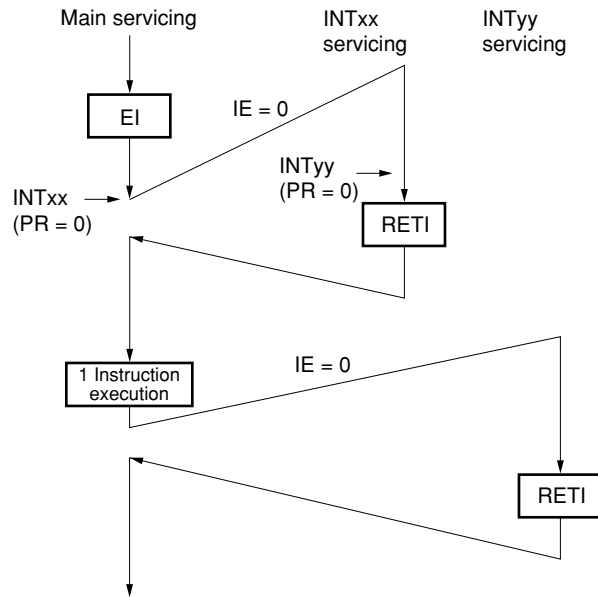 Main servicing
INTxx
servicing
INTyy
servicing
EI
IE = 0
INTxx
(PR = 0)
INTyy
(PR = 0)
RETI
1 Instruction
execution
IE = 0
RETI